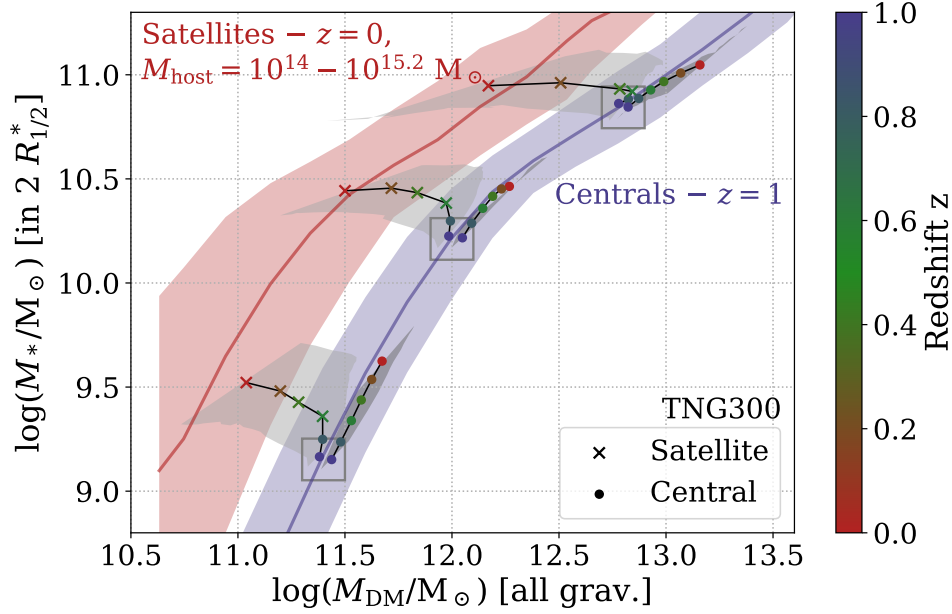 Satellites − z = 0,
M_host = 10^14 − 10^15.2 M_⊙
Centrals − z = 1
TNG300
Satellite
Central
log(M_*/M_⊙) [in 2 R^*_1/2]
11.0
10.5
10.0
9.5
9.0
10.5 11.0 11.5 12.0 12.5 13.0 13.5
log(M_DM/M_⊙) [all grav.]
1.0
0.8
0.6
0.4
0.2
0.0
Redshift z